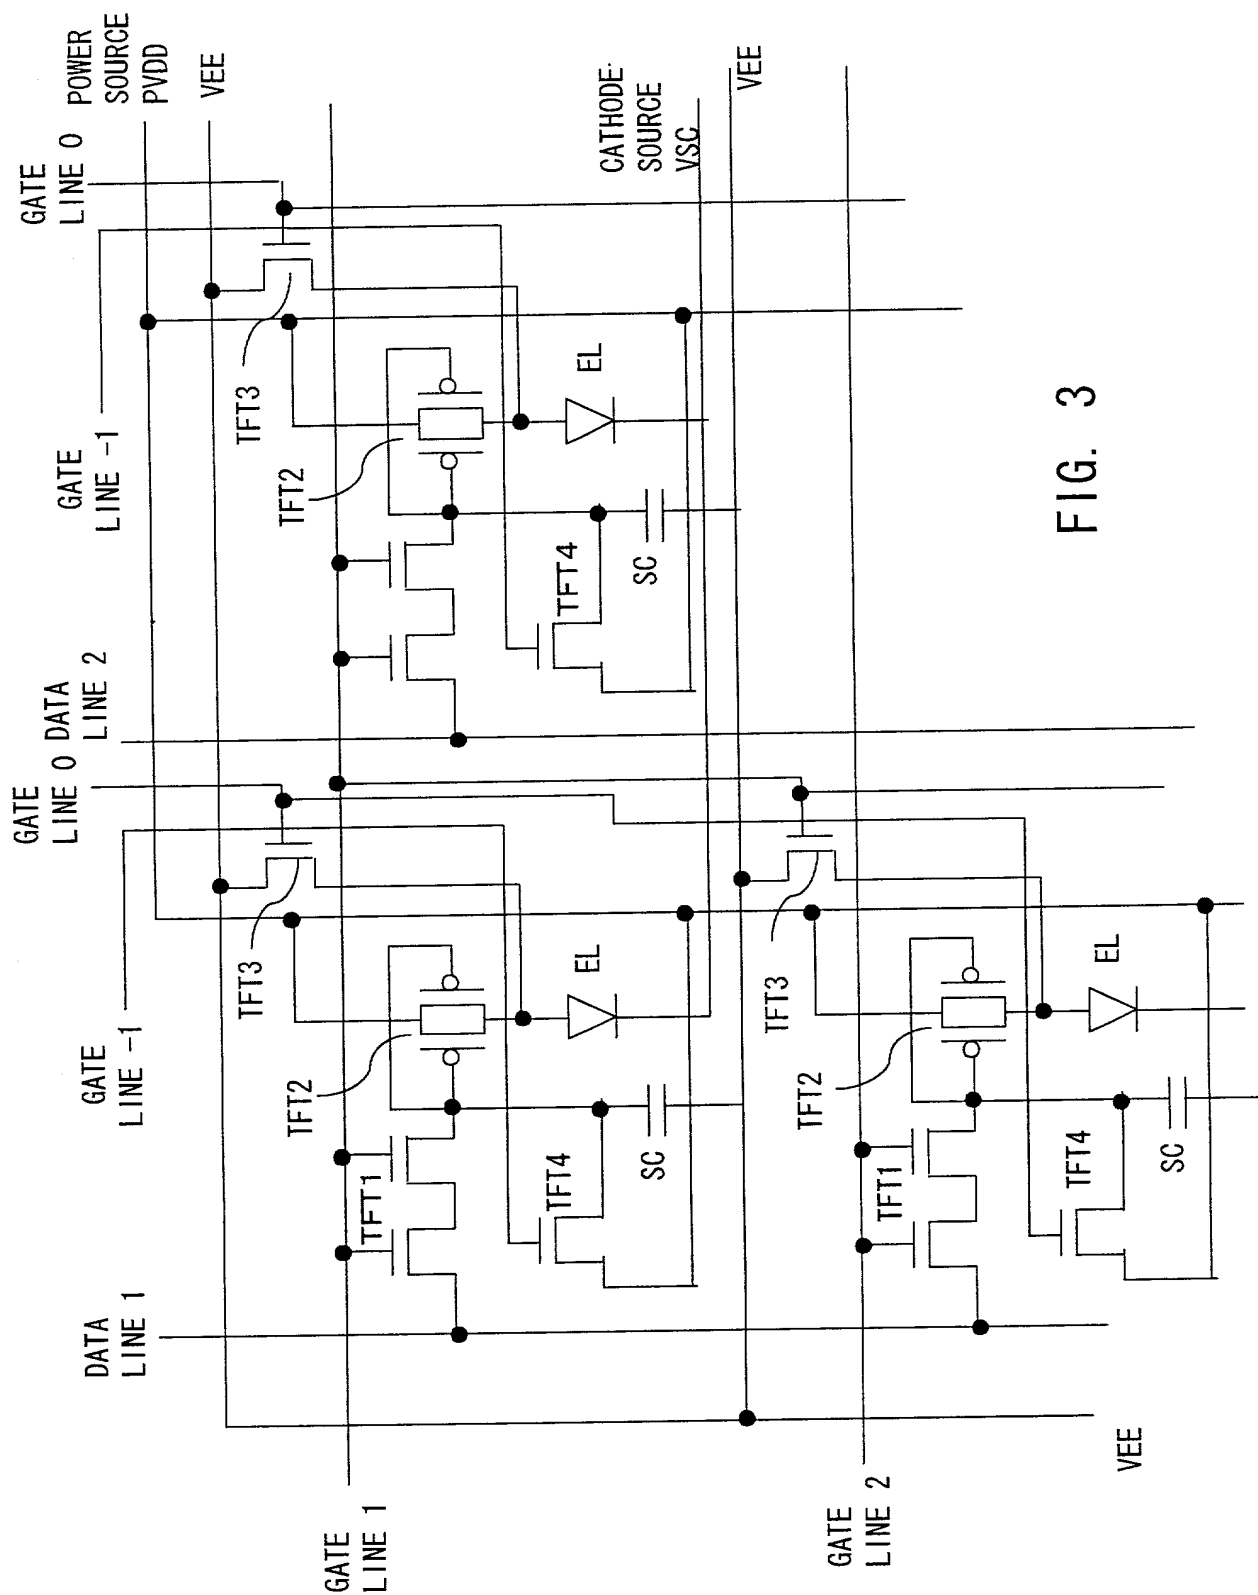 GATE
LINE 1
GATE
LINE 2
VEE
DATA
LINE 1
GATE
LINE -1
GATE
LINE 0
DATA
LINE 2
GATE
LINE -1
GATE
LINE 0
POWER
SOURCE
PVDD
VEE
TFT1
TFT2
TFT3
TFT4
SC
EL
TFT2
TFT3
TFT4
SC
EL
CATHODE
SOURCE
VSC
VEE
TFT1
TFT2
TFT3
TFT4
SC
EL
FIG. 3